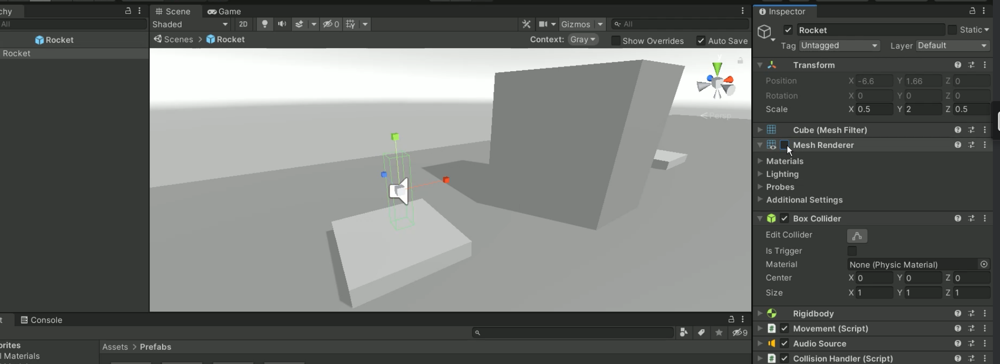 chy
All
Rocket
Rocket
Scene
Game
Shaded
2D
0
Gizmos
All
Scenes > Rocket
Context: Gray
Show Overrides
Auto Save
y
Persp
Console
9
orites
l Materials
Assets > Prefabs
Inspector
Rocket
Static
Tag Untagged
Layer Default
Transform
Position X -6.6 Y 1.66 Z 0
Rotation X 0 Y 0 Z 0
Scale X 0.5 Y 2 Z 0.5
Cube (Mesh Filter)
Mesh Renderer
Materials
Lighting
Probes
Additional Settings
Box Collider
Edit Collider
Is Trigger
Material None (Physic Material)
Center X 0 Y 0 Z 0
Size X 1 Y 1 Z 1
Rigidbody
# Movement (Script)
Audio Source
# Collision Handler (Script)